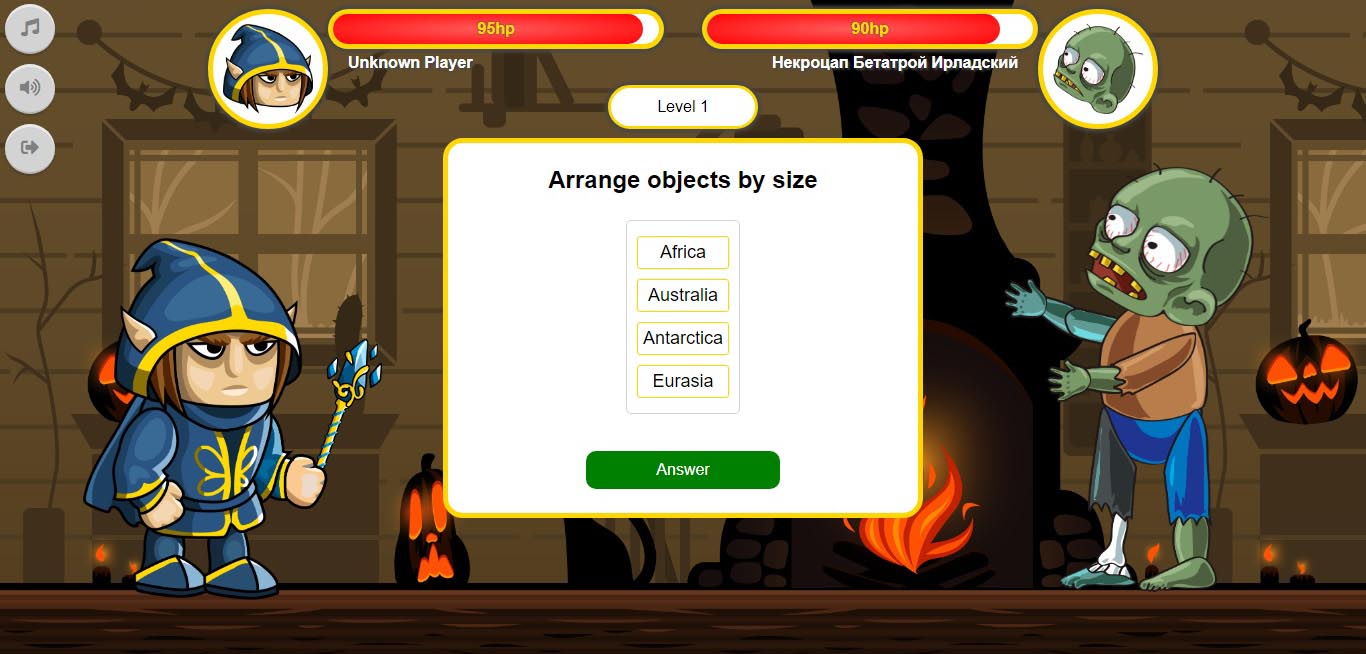 95hp
90hp
Unknown Player
Некроцап Бетатрой Ирладский
Level 1
Arrange objects by size
Africa
Australia
Antarctica
Eurasia
Answer